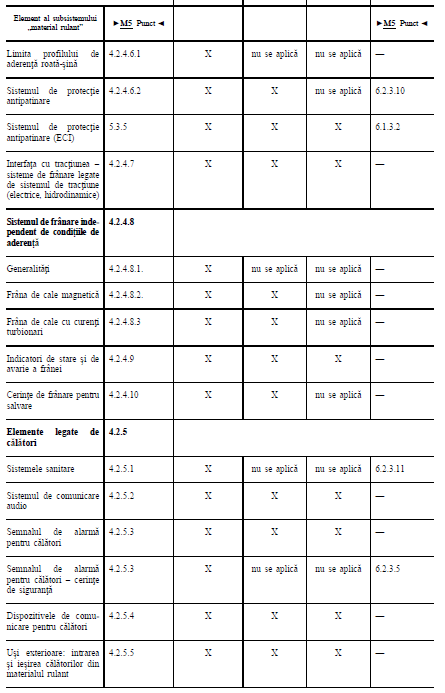 Element al subsistemului „material rulant” ►M5 Punct ◄ ►M5 Punct ◄
Limita profilului de aderență roată-șină 4.2.4.6.1 X nu se aplică nu se aplică —
Sistemul de protecție antipatinare 4.2.4.6.2 X X nu se aplică 6.2.3.10
Sistemul de protecție antipatinare (ECI) 5.3.5 X X X 6.1.3.2
Interfața cu tracțiunea – sisteme de frânare legate de sistemul de tracțiune (electrice, hidrodinamice) 4.2.4.7 X X X —
Sistemul de frânare independent de condițiile de aderență 4.2.4.8
Generalități 4.2.4.8.1. X nu se aplică nu se aplică —
Frâna de cale magnetică 4.2.4.8.2. X X nu se aplică —
Frâna de cale cu curenți turbionari 4.2.4.8.3 X X nu se aplică —
Indicatori de stare și de avarie a frânei 4.2.4.9 X X X —
Cerințe de frânare pentru salvare 4.2.4.10 X X nu se aplică —
Elemente legate de călători 4.2.5
Sistemele sanitare 4.2.5.1 X nu se aplică nu se aplică 6.2.3.11
Sistemul de comunicare audio 4.2.5.2 X X X —
Semnalul de alarmă pentru călători 4.2.5.3 X X X —
Semnalul de alarmă pentru călători – cerințe de siguranță 4.2.5.3 X nu se aplică nu se aplică 6.2.3.5
Dispozitivele de comunicare pentru călători 4.2.5.4 X X X —
Uși exterioare: intrarea și ieșirea călătorilor din materialul rulant 4.2.5.5 X X X —